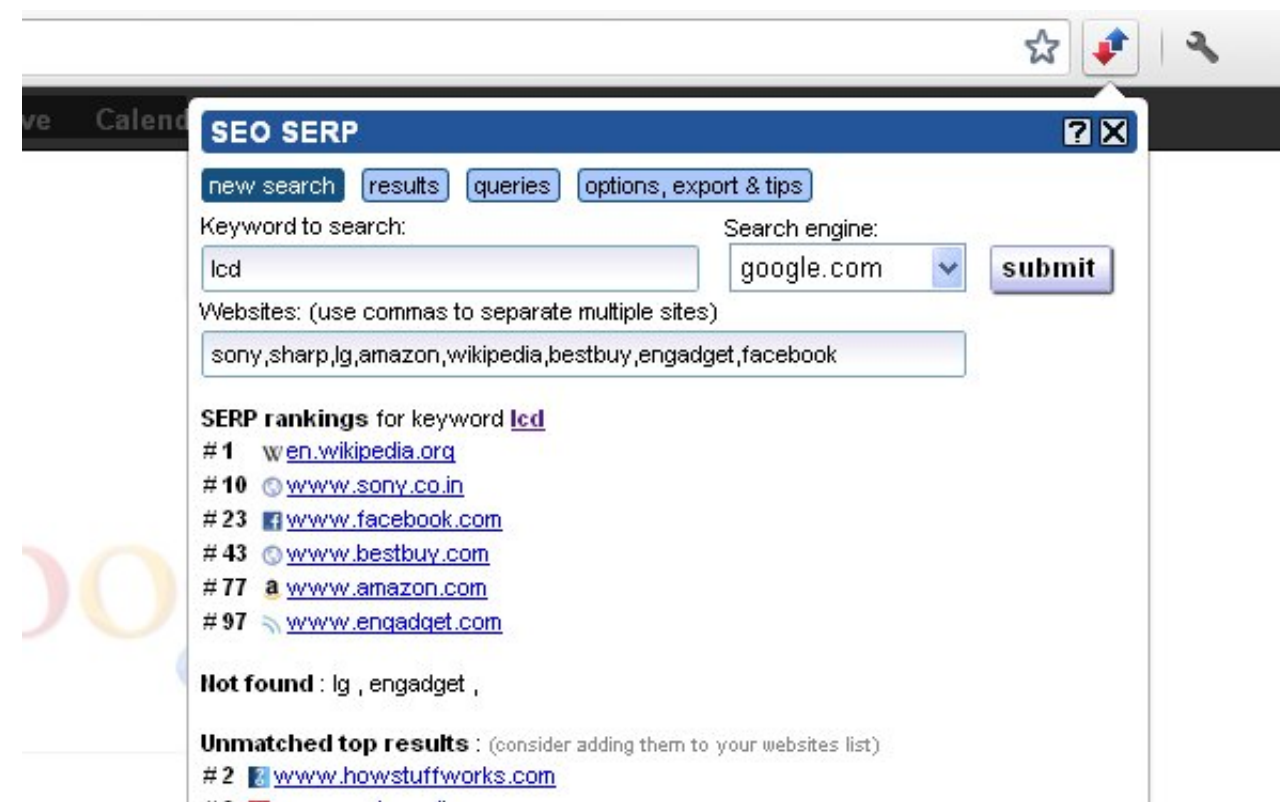 ve Calend
SEO SERP ? X
new search results queries options, export & tips
Keyword to search: Search engine:
lcd google.com submit
Websites: (use commas to separate multiple sites)
sony,sharp,lg,amazon,wikipedia,bestbuy,engadget,facebook
SERP rankings for keyword lcd
#1 W en.wikipedia.org
#10 www.sony.co.in
#23 f www.facebook.com
#43 www.bestbuy.com
#77 a www.amazon.com
#97 www.engadget.com
Not found : lg , engadget ,
Unmatched top results : (consider adding them to your websites list)
#2 www.howstuffworks.com